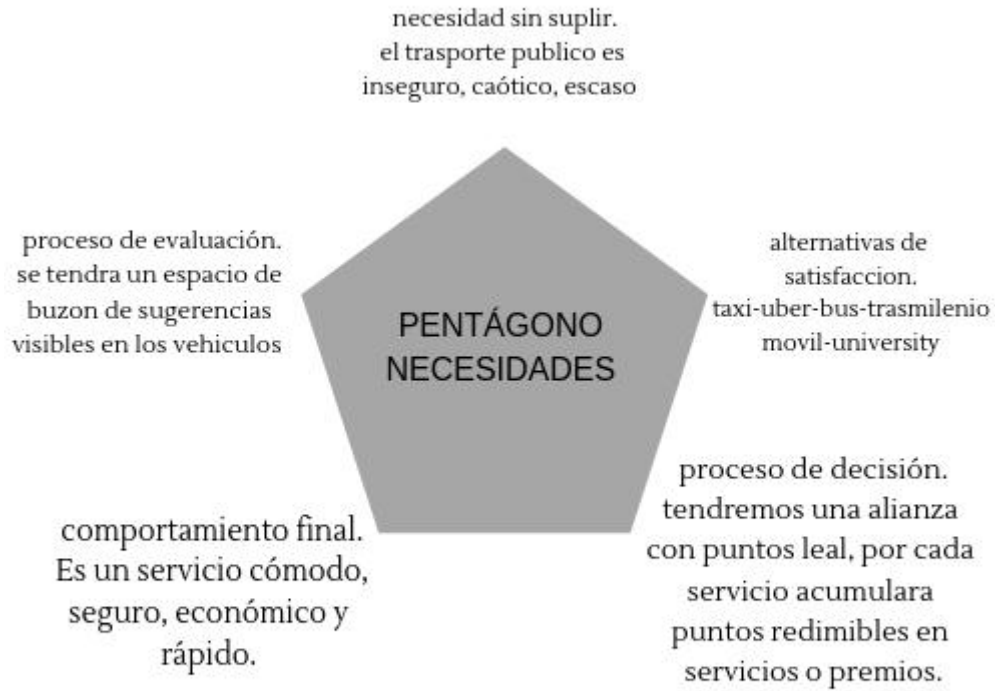 necesidad sin suplir.
el trasporte publico es
inseguro, caótico, escaso
proceso de evaluación.
se tendra un espacio de
buzon de sugerencias
visibles en los vehiculos
PENTÁGONO
NECESIDADES
alternativas de
satisfaccion.
taxi-uber-bus-trasmilenio
movil-university
comportamiento final.
Es un servicio cómodo,
seguro, económico y
rápido.
proceso de decisión.
tendremos una alianza
con puntos leal, por cada
servicio acumulara
puntos redimibles en
servicios o premios.